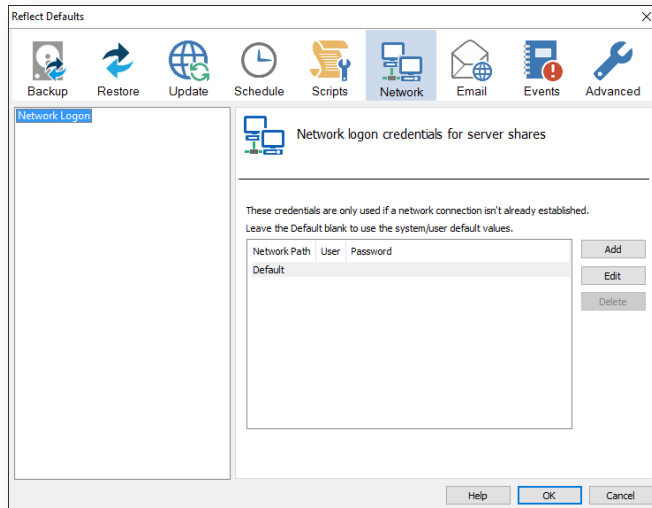 Reflect Defaults
Backup Restore Update Schedule Scripts Network Email Events Advanced
Network Logon
Network logon credentials for server shares
These credentials are only used if a network connection isn't already established.
Leave the Default blank to use the system/user default values.
Network Path User Password
Default
Add
Edit
Delete
Help OK Cancel